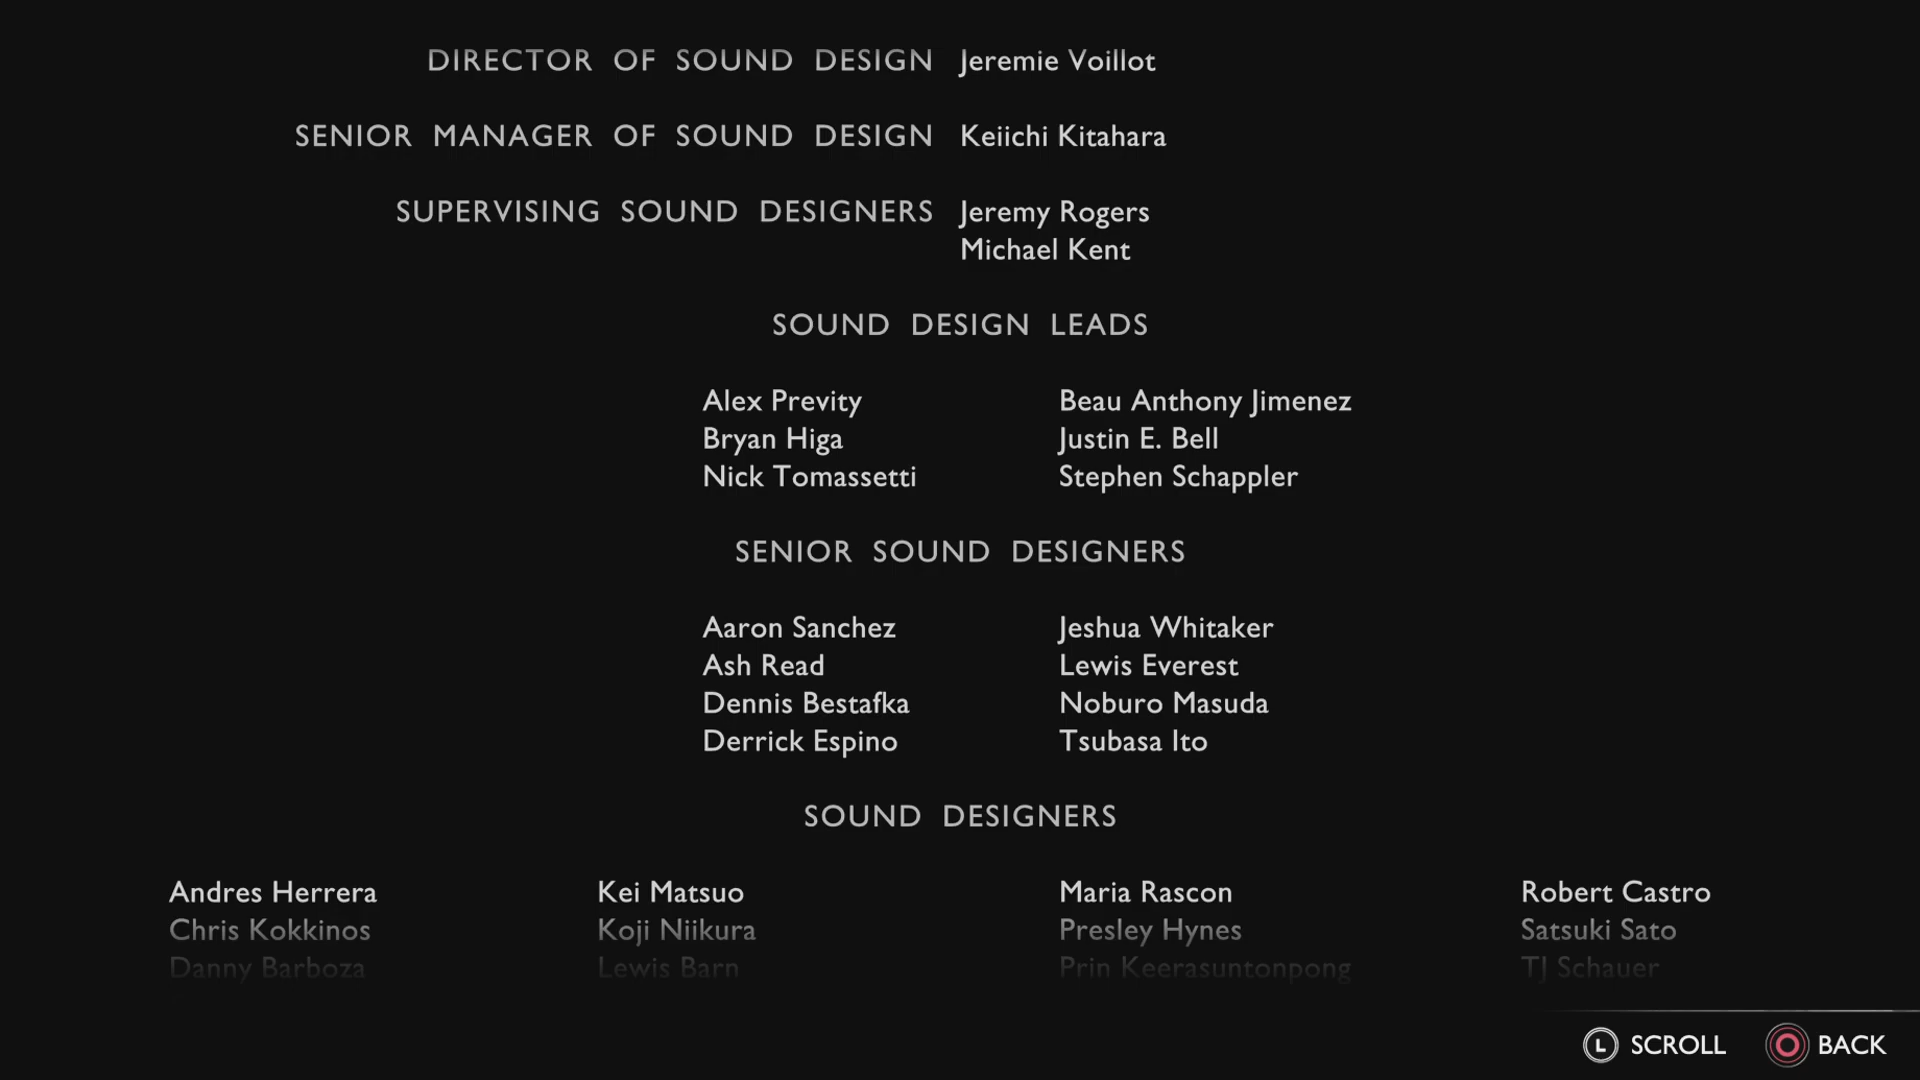 DIRECTOR OF SOUND DESIGN Jeremie Voillot
SENIOR MANAGER OF SOUND DESIGN Keiichi Kitahara
SUPERVISING SOUND DESIGNERS Jeremy Rogers
Michael Kent
SOUND DESIGN LEADS
Alex Previty Beau Anthony Jimenez
Bryan Higa Justin E. Bell
Nick Tomassetti Stephen Schappler
SENIOR SOUND DESIGNERS
Aaron Sanchez Jeshua Whitaker
Ash Read Lewis Everest
Dennis Bestafka Noburo Masuda
Derrick Espino Tsubasa Ito
SOUND DESIGNERS
Andres Herrera Kei Matsuo Maria Rascon Robert Castro
Chris Kokkinos Koji Niikura Presley Hynes Satsuki Sato
Danny Barboza Lewis Barn Prin Keerasuntonpong TJ Schauer
L SCROLL BACK